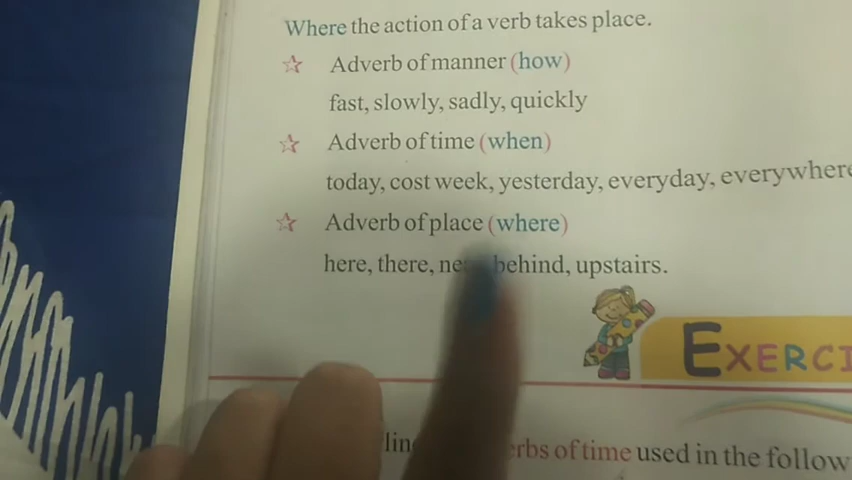 Where the action of a verb takes place.
☆ Adverb of manner (how)
fast, slowly, sadly, quickly
☆ Adverb of time (when)
today, cost week, yesterday, everyday, everywhere
☆ Adverb of place (where)
here, there, behind, upstairs.
EXERCI
of time used in the follow